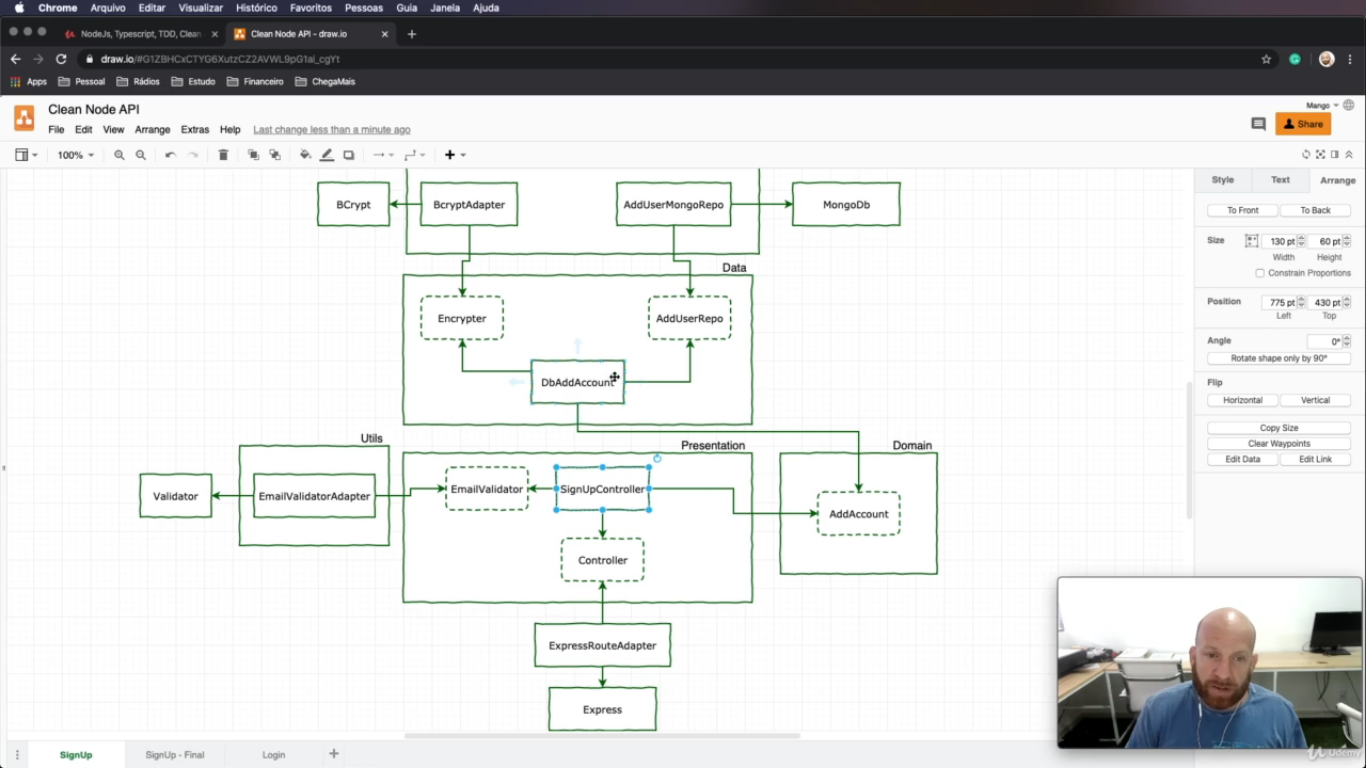 Chrome Arquivo Editar Visualizar Histórico Favoritos Pessoas Guia Janela Ajuda
NodeJs, Typescript, TDD, Clean
Clean Node API - draw.io
draw.io/#G1ZBHCxCTYG6XutzCZ2AVWL9pG1ai_cgYt
Apps Pessoal Rádios Estudo Financeiro ChegaMais
Clean Node API
Mango
File Edit View Arrange Extras Help Last change less than a minute ago
Share
100%
Style Text Arrange
To Front To Back
Size 130 pt 60 pt
Width Height
Constrain Proportions
Position 775 pt 430 pt
Left Top
Angle 0°
Rotate shape only by 90°
Flip
Horizontal Vertical
Copy Size
Clear Waypoints
Edit Data Edit Link
BCrypt BcryptAdapter AddUserMongoRepo MongoDb
Data
Encrypter AddUserRepo
DbAddAccount
Utils Presentation Domain
Validator EmailValidatorAdapter EmailValidator SignUpController AddAccount
Controller
ExpressRouteAdapter
Express
SignUp SignUp - Final Login
Udemy